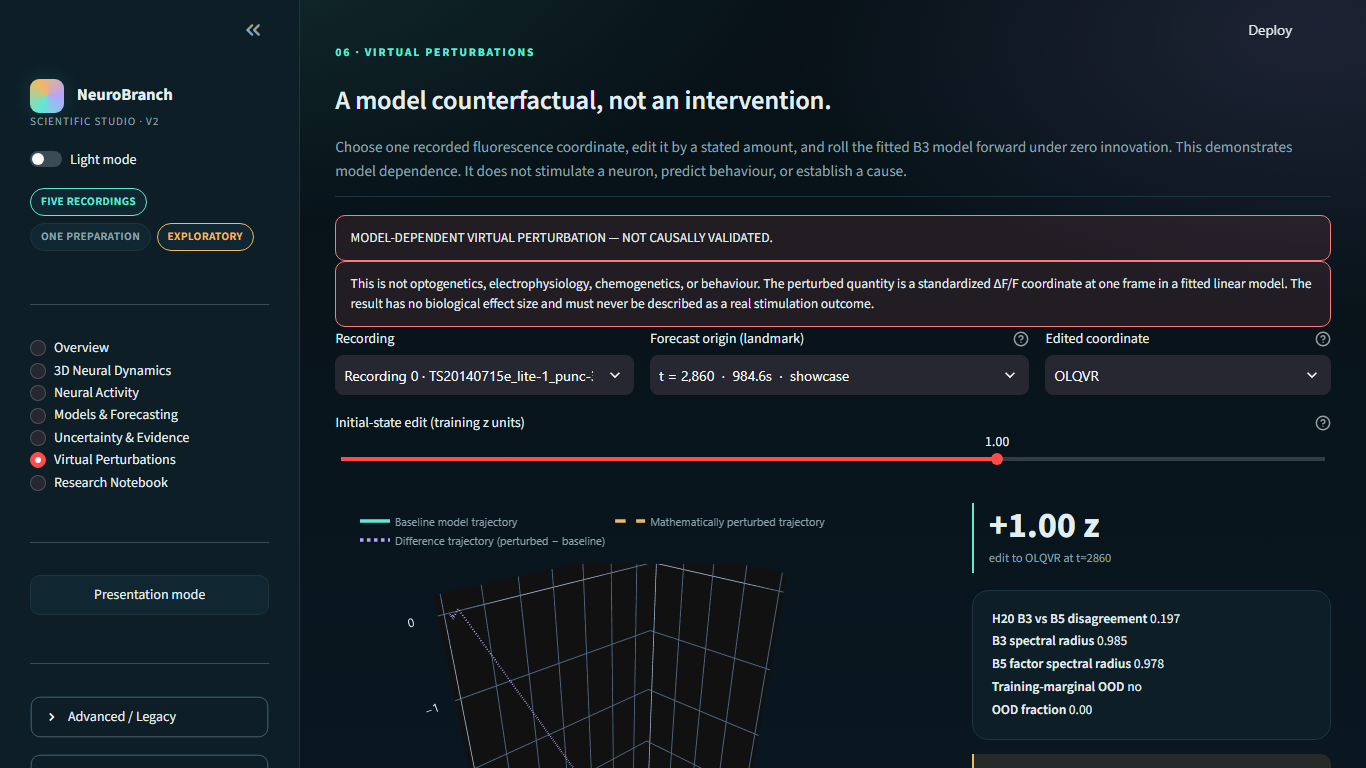 Deploy
NeuroBranch
SCIENTIFIC STUDIO · V2
Light mode
FIVE RECORDINGS
ONE PREPARATION
EXPLORATORY
Overview
3D Neural Dynamics
Neural Activity
Models & Forecasting
Uncertainty & Evidence
Virtual Perturbations
Research Notebook
Presentation mode
Advanced / Legacy
06 · VIRTUAL PERTURBATIONS
A model counterfactual, not an intervention.
Choose one recorded fluorescence coordinate, edit it by a stated amount, and roll the fitted B3 model forward under zero innovation. This demonstrates
model dependence. It does not stimulate a neuron, predict behaviour, or establish a cause.
MODEL-DEPENDENT VIRTUAL PERTURBATION — NOT CAUSALLY VALIDATED.
This is not optogenetics, electrophysiology, chemogenetics, or behaviour. The perturbed quantity is a standardized ΔF/F coordinate at one frame in a fitted linear model. The
result has no biological effect size and must never be described as a real stimulation outcome.
Recording
Recording 0 · TS20140715e_lite-1_punc-
Forecast origin (landmark)
t = 2,860 · 984.6s · showcase
Edited coordinate
OLQVR
Initial-state edit (training z units)
1.00
Baseline model trajectory
Mathematically perturbed trajectory
Difference trajectory (perturbed − baseline)
0
−1
+1.00 z
edit to OLQVR at t=2860
H20 B3 vs B5 disagreement 0.197
B3 spectral radius 0.985
B5 factor spectral radius 0.978
Training-marginal OOD no
OOD fraction 0.00